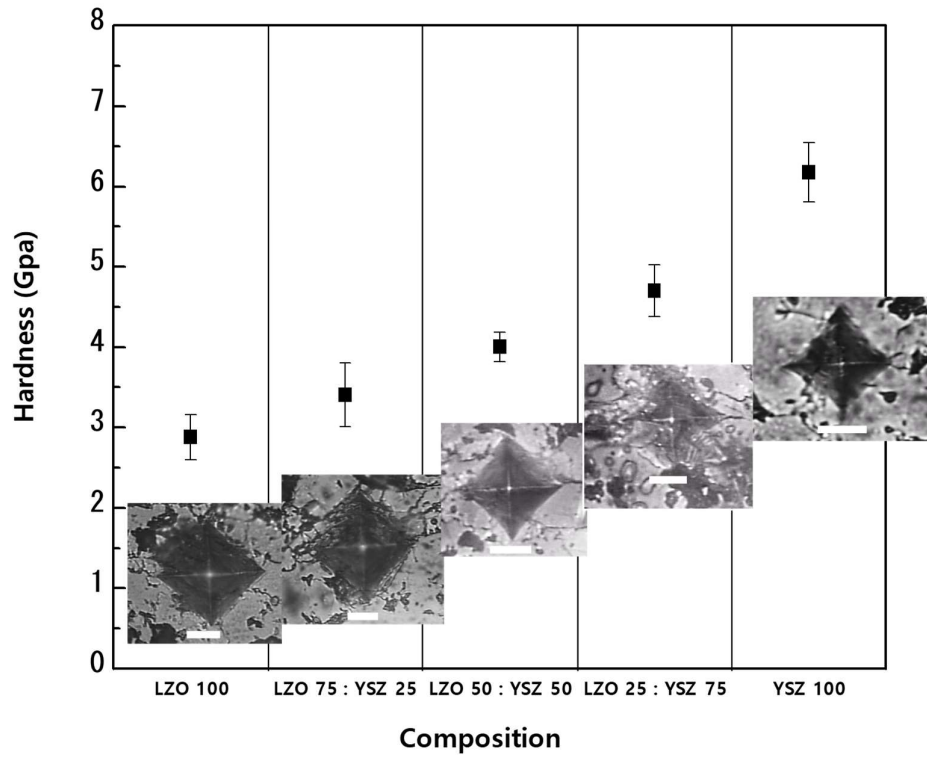 8
7
6
5
4
3
2
1
0
Hardness (Gpa)
LZO 100
LZO 75 : YSZ 25
LZO 50 : YSZ 50
LZO 25 : YSZ 75
YSZ 100
Composition